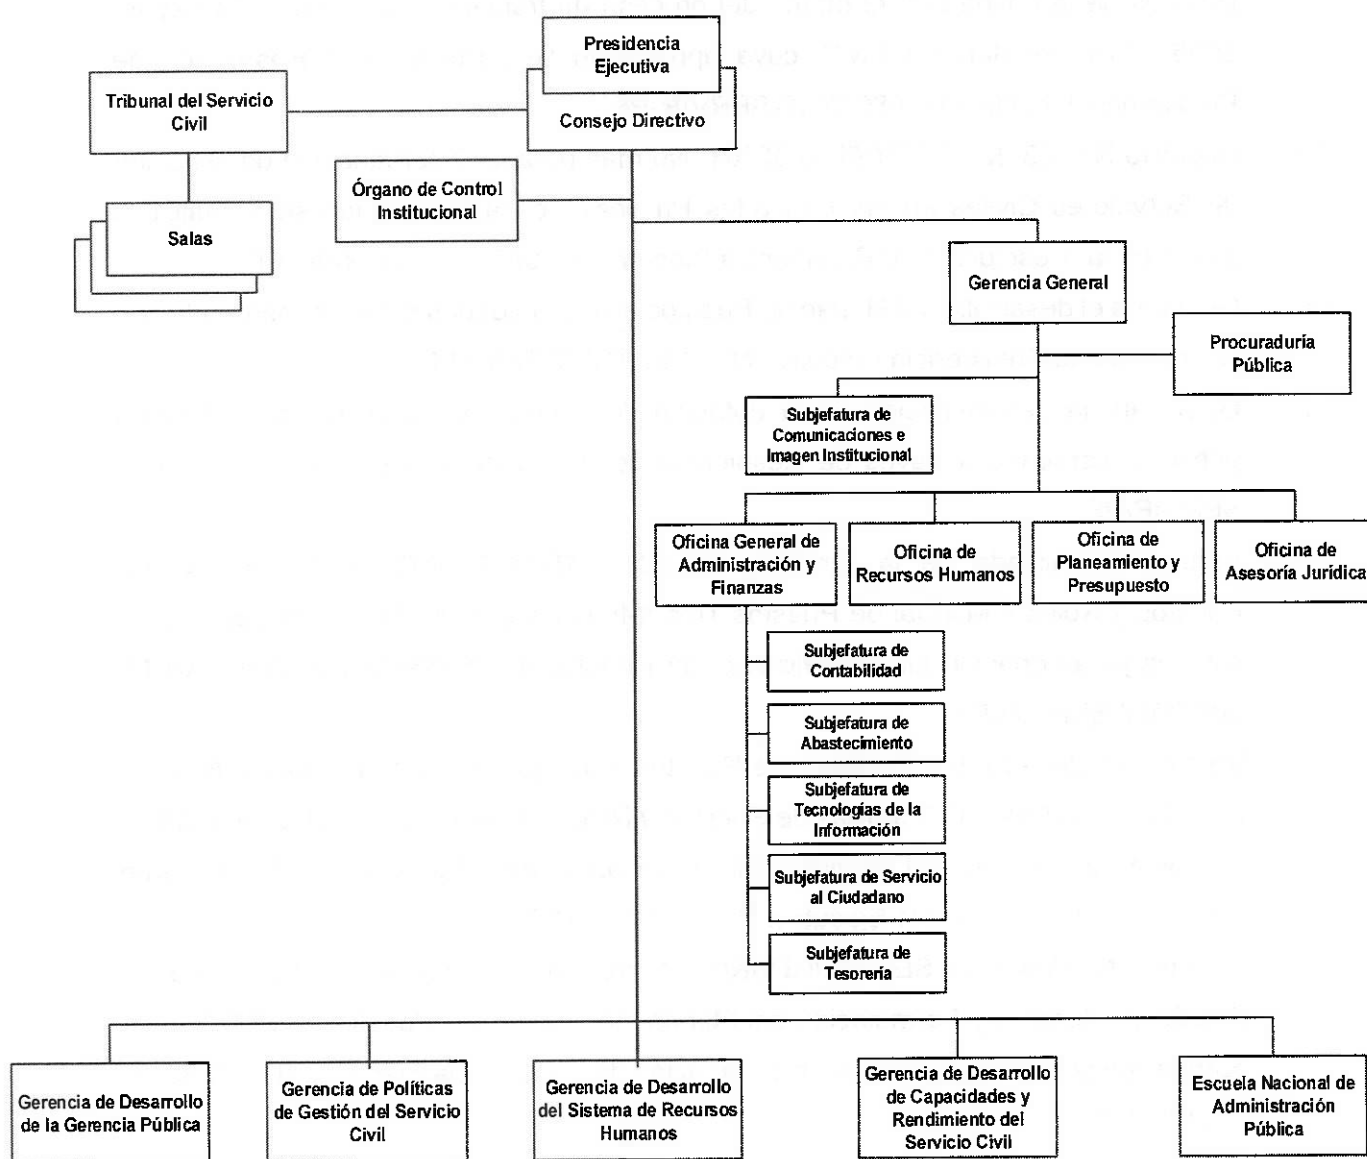 Presidencia
Ejecutiva
Consejo Directivo
Tribunal del Servicio
Civil
Órgano de Control
Institucional
Salas
Gerencia General
Procuraduría
Pública
Subjefatura de
Comunicaciones e
Imagen Institucional
Oficina General de
Administración y
Finanzas
Oficina de
Recursos Humanos
Oficina de
Planeamiento y
Presupuesto
Oficina de
Asesoría Jurídica
Subjefatura de
Contabilidad
Subjefatura de
Abastecimiento
Subjefatura de
Tecnologías de la
Información
Subjefatura de Servicio
al Ciudadano
Subjefatura de
Tesorería
Gerencia de Desarrollo
de la Gerencia Pública
Gerencia de Políticas
de Gestión del Servicio
Civil
Gerencia de Desarrollo
del Sistema de Recursos
Humanos
Gerencia de Desarrollo
de Capacidades y
Rendimiento del
Servicio Civil
Escuela Nacional de
Administración
Pública